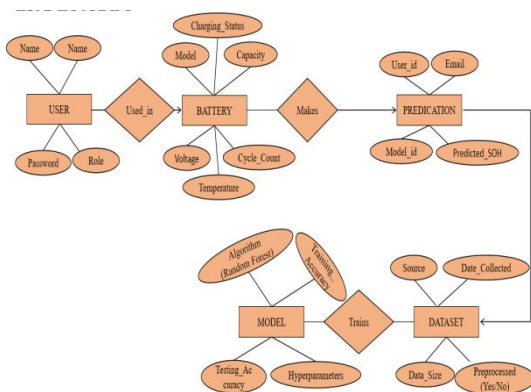 Charging_Status
Name
Name
Model
Capacity
User_id
Email
USER
Used_in
BATTERY
Makes
PREDICATION
Password
Role
Voltage
Cycle_Count
Model_id
Predicted_SOH
Temperature
Algorithm
(Random Forest)
Training_
Accuracy
Source
Date_Collected
MODEL
Trains
DATASET
Testing_Ac
curacy
Hyperparameters
Data_Size
Preprocessed
(Yes/No)